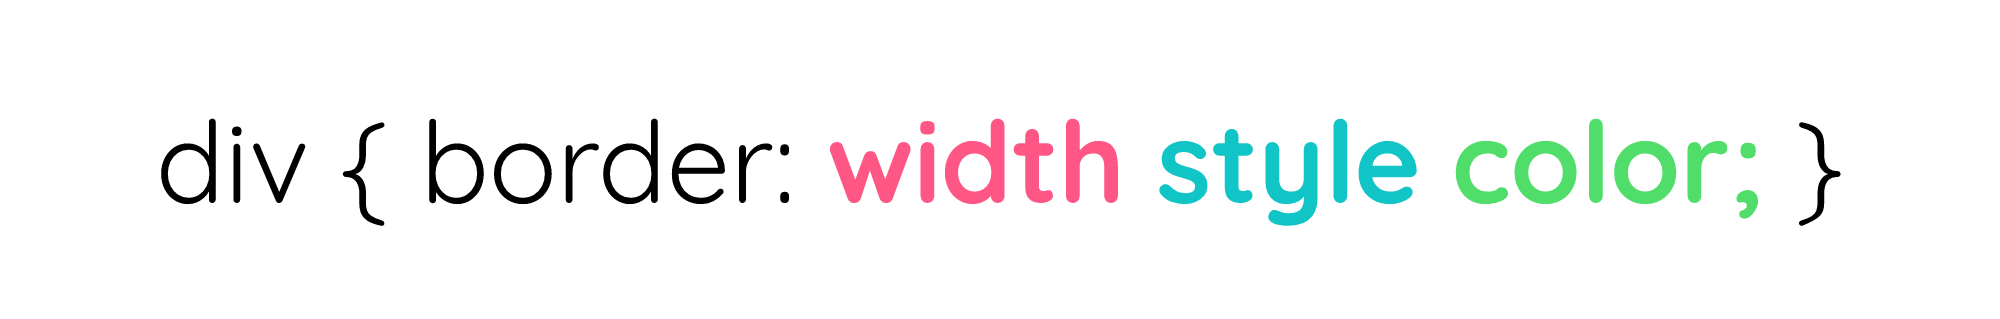 div { border: width style color; }